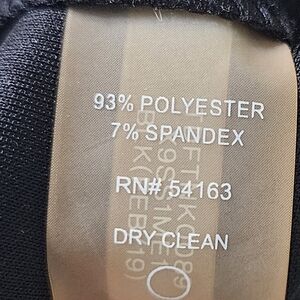 93% POLYESTER
7% SPANDEX
RN# 54163
DRY CLEAN